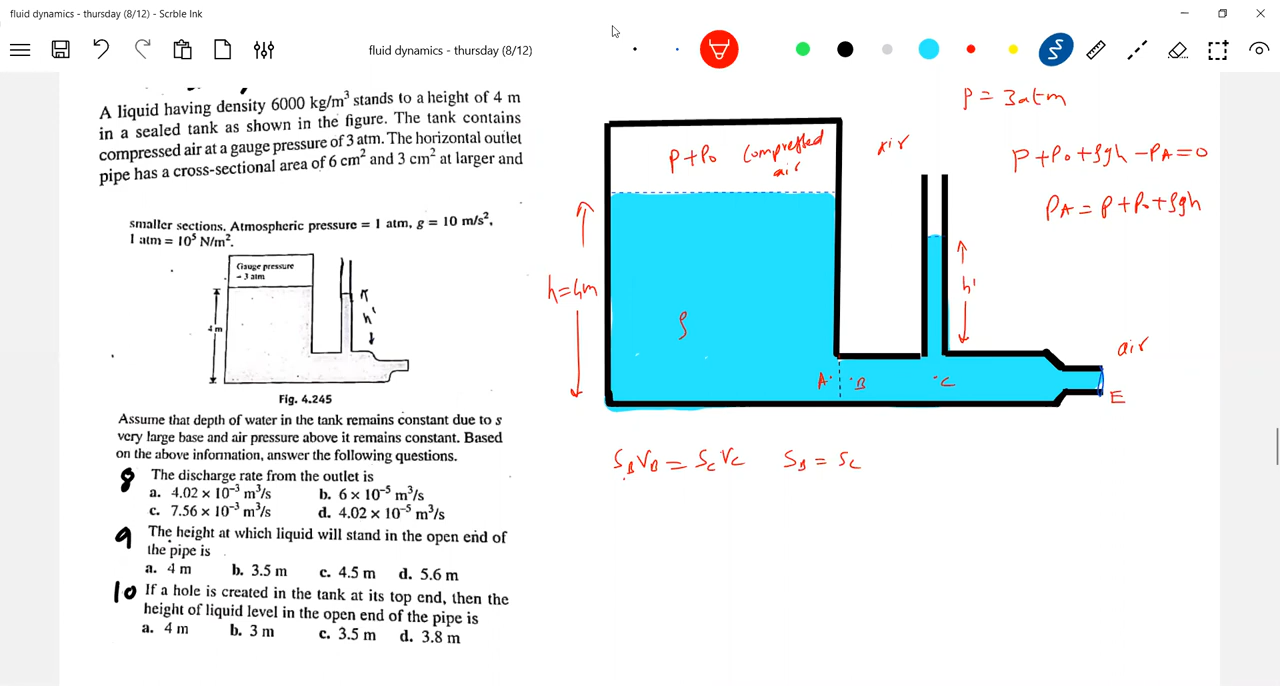 fluid dynamics - thursday (8/12) - Scrble Ink
fluid dynamics - thursday (8/12)
A liquid having density 6000 kg/m³ stands to a height of 4 m
in a sealed tank as shown in the figure. The tank contains
compressed air at a gauge pressure of 3 atm. The horizontal outlet
pipe has a cross-sectional area of 6 cm² and 3 cm² at larger and
smaller sections. Atmospheric pressure = 1 atm, g = 10 m/s²,
1 atm = 10⁵ N/m².
Gauge pressure
= 3 atm
4 m
h'
Fig. 4.245
Assume that depth of water in the tank remains constant due to s
very large base and air pressure above it remains constant. Based
on the above information, answer the following questions.
8 The discharge rate from the outlet is
a. 4.02 × 10⁻³ m³/s b. 6 × 10⁻⁵ m³/s
c. 7.56 × 10⁻³ m³/s d. 4.02 × 10⁻⁵ m³/s
9 The height at which liquid will stand in the open end of
the pipe is
a. 4 m b. 3.5 m c. 4.5 m d. 5.6 m
10 If a hole is created in the tank at its top end, then the
height of liquid level in the open end of the pipe is
a. 4 m b. 3 m c. 3.5 m d. 3.8 m
P+P₀ compressed
air
air
h=4m
ρ
h'
A B C
air
E
P = 3atm
P+P₀+ρgh −P_A=0
P_A=P+P₀+ρgh
S_B V_B = S_C V_C S_B = S_C